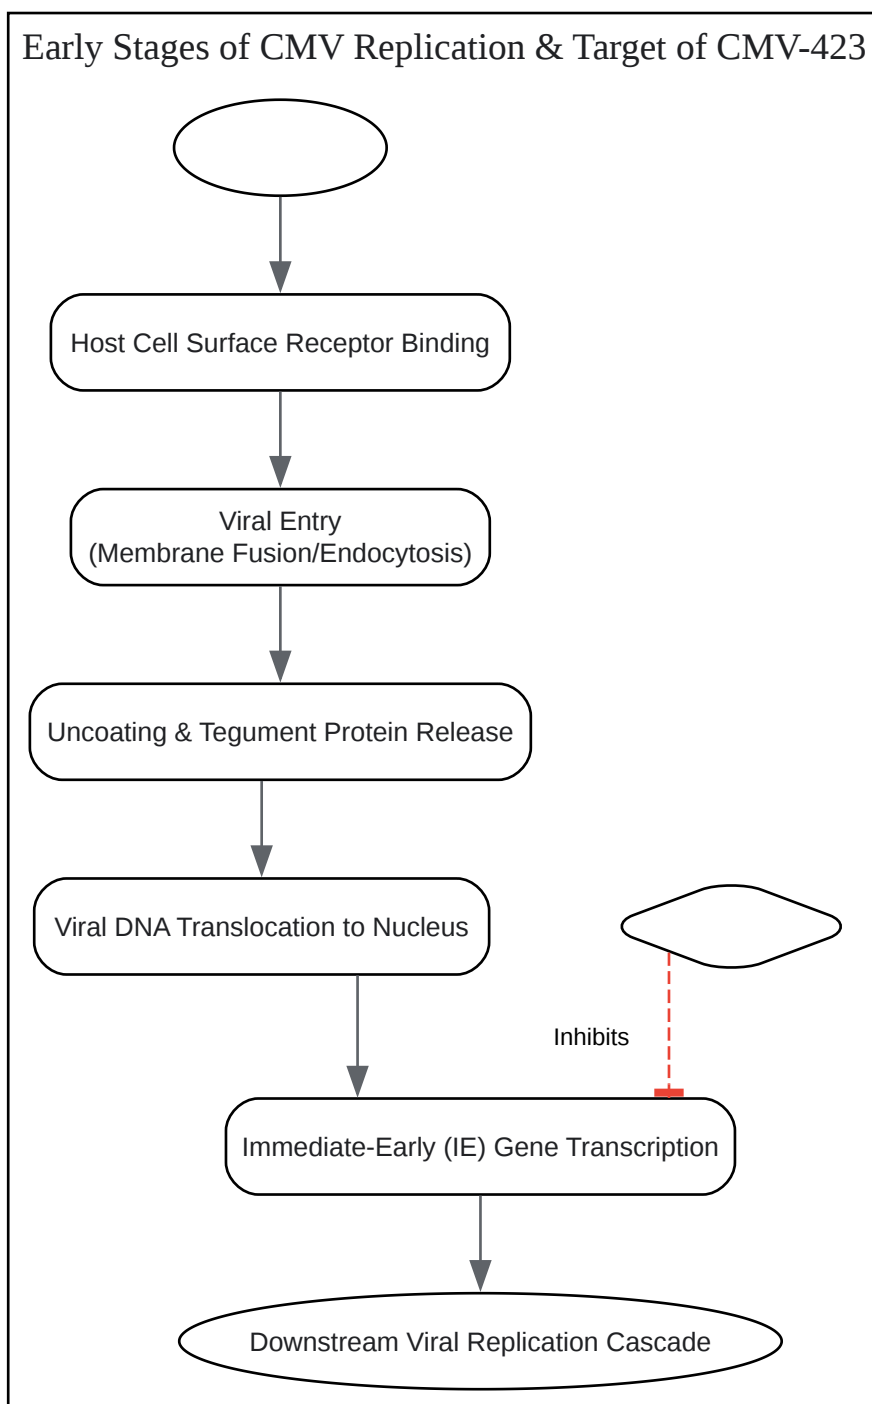 Early Stages of CMV Replication & Target of CMV-423
Host Cell Surface Receptor Binding
Viral Entry
(Membrane Fusion/Endocytosis)
Uncoating & Tegument Protein Release
Viral DNA Translocation to Nucleus
Inhibits
Immediate-Early (IE) Gene Transcription
Downstream Viral Replication Cascade